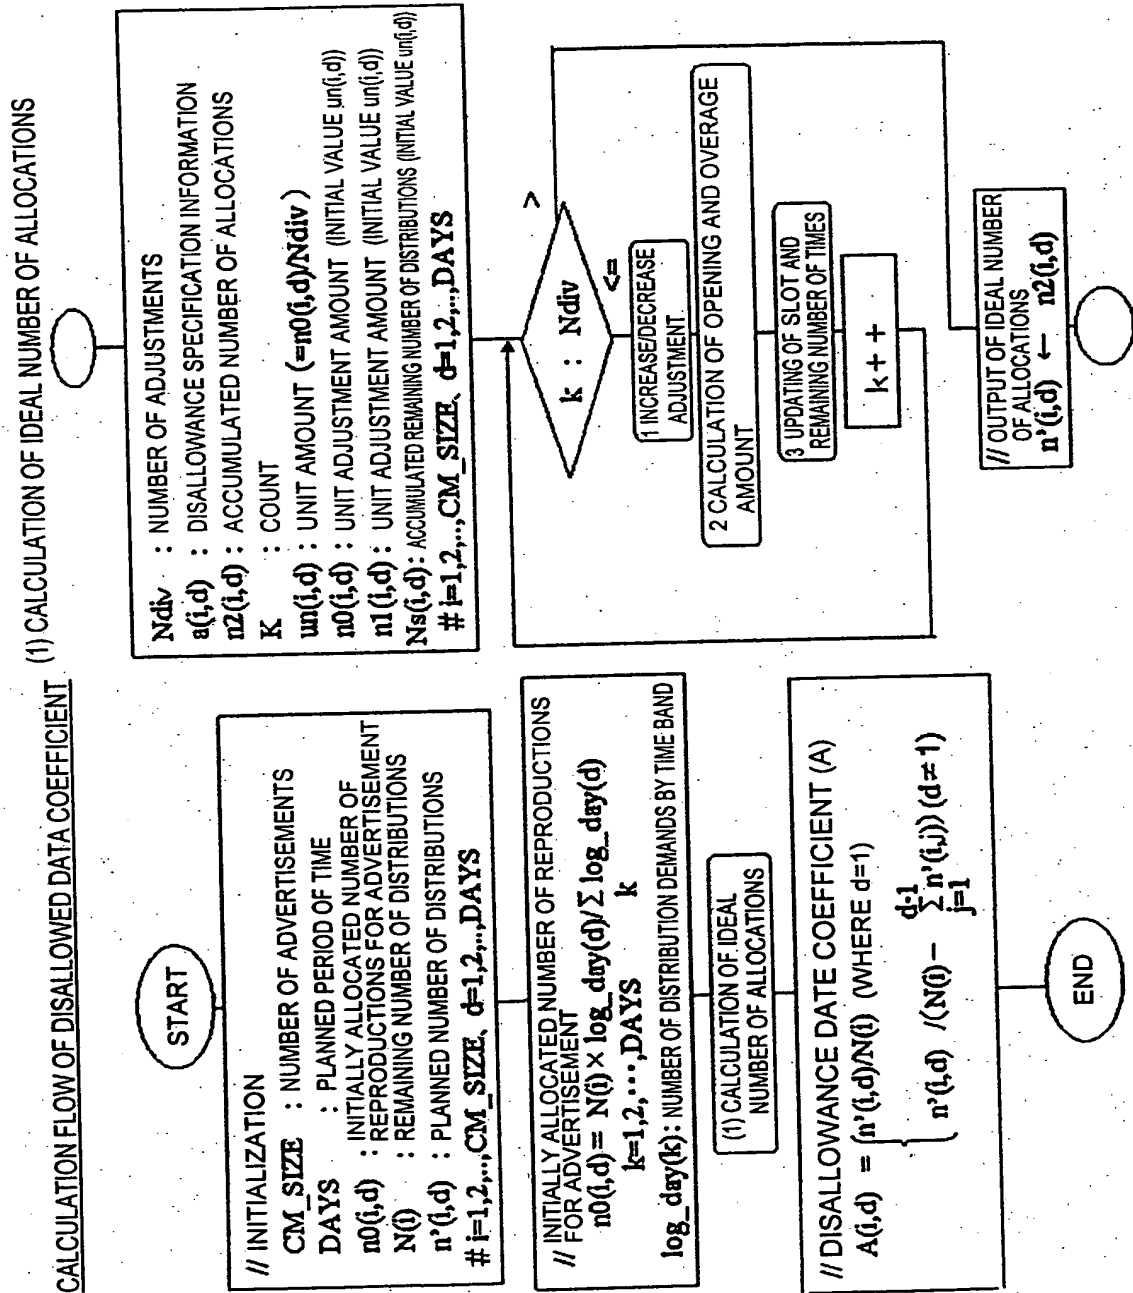 CALCULATION FLOW OF DISALLOWED DATA COEFFICIENT
START
// INITIALIZATION
CM_SIZE : NUMBER OF ADVERTISEMENTS
DAYS : PLANNED PERIOD OF TIME
n0(i,d) : INITIALLY ALLOCATED NUMBER OF
REPRODUCTIONS FOR ADVERTISEMENT
N(i) : REMAINING NUMBER OF DISTRIBUTIONS
n'(i,d) : PLANNED NUMBER OF DISTRIBUTIONS
# i=1,2,..,CM_SIZE、d=1,2,..,DAYS
// INITIALLY ALLOCATED NUMBER OF REPRODUCTIONS
FOR ADVERTISEMENT
n0(i,d) = N(i) × log_day(d)/Σ log_day(d)
k=1,2,⋯,DAYS k
log_day(k): NUMBER OF DISTRIBUTION DEMANDS BY TIME BAND
(1) CALCULATION OF IDEAL
NUMBER OF ALLOCATIONS
// DISALLOWANCE DATE COEFFICIENT (A)
A(i,d) = { n'(i,d)/N(i) (WHERE d=1)
n'(i,d) /(N(i) − Σ n'(i,j)) (d≠1)
d-1
j=1
END
(1) CALCULATION OF IDEAL NUMBER OF ALLOCATIONS
Ndiv : NUMBER OF ADJUSTMENTS
a(i,d) : DISALLOWANCE SPECIFICATION INFORMATION
n2(i,d) : ACCUMULATED NUMBER OF ALLOCATIONS
K : COUNT
un(i,d) : UNIT AMOUNT (=n0(i,d)/Ndiv)
n0(i,d) : UNIT ADJUSTMENT AMOUNT (INITIAL VALUE un(i,d))
n1(i,d) : UNIT ADJUSTMENT AMOUNT (INITIAL VALUE un(i,d))
Ns(i,d) : ACCUMULATED REMAINING NUMBER OF DISTRIBUTIONS (INITIAL VALUE un(i,d))
# i=1,2,..,CM_SIZE、d=1,2,..,DAYS
k : Ndiv
>
<=
1 INCREASE/DECREASE
ADJUSTMENT
2 CALCULATION OF OPENING AND OVERAGE
AMOUNT
3 UPDATING OF SLOT AND
REMAINING NUMBER OF TIMES
k++
// OUTPUT OF IDEAL NUMBER
OF ALLOCATIONS
n'(i,d) ← n2(i,d)